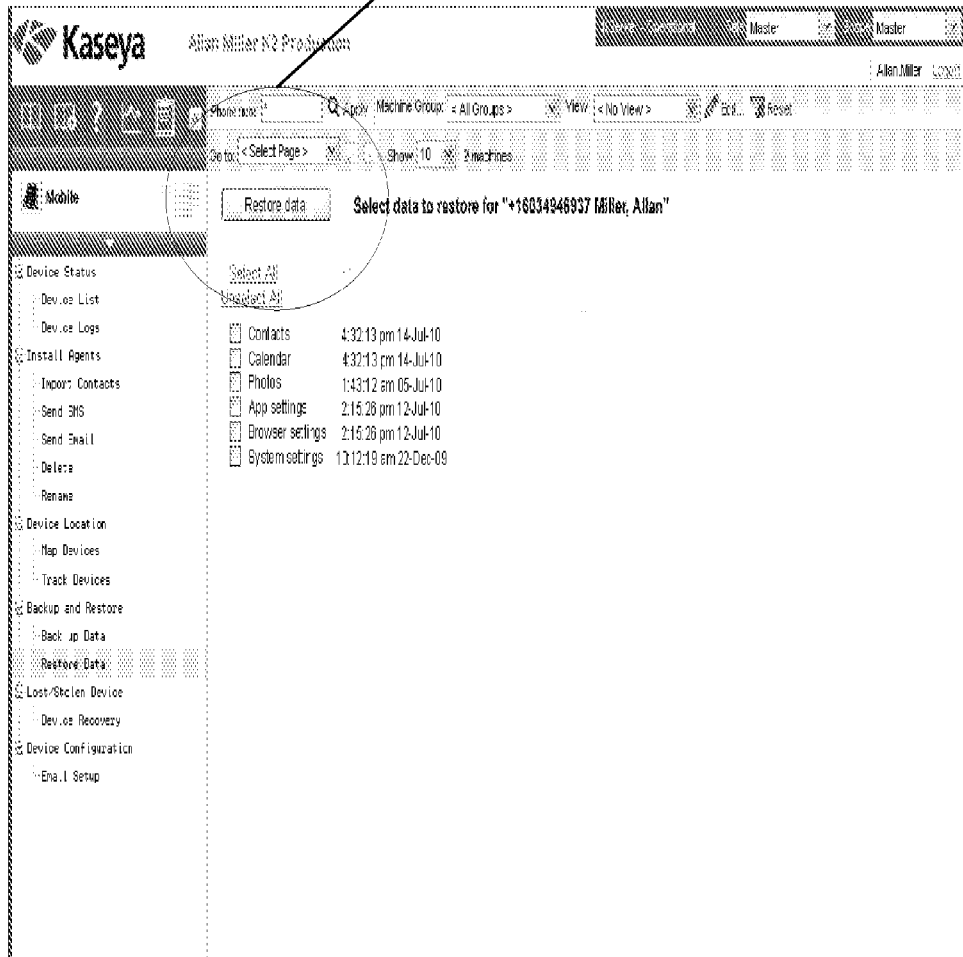 Kaseya
Allan Miller K2 Production
Master
Master
Allan.Miller Logoff
Phone num: * Apply Machine Group: < All Groups > View: < No View > Edit... Reset
Go to: < Select Page > Show 10 2 machines
Mobile
Restore data Select data to restore for "+16034946937 Miller, Allan"
Select All
Unselect All
Contacts 4:32:13 pm 14-Jul-10
Calendar 4:32:13 pm 14-Jul-10
Photos 1:43:12 am 05-Jul-10
App settings 2:15:26 pm 12-Jul-10
Browser settings 2:15:26 pm 12-Jul-10
System settings 10:12:19 am 22-Dec-09
Device Status
Device List
Device Logs
Install Agents
Import Contacts
Send SMS
Send Email
Delete
Rename
Device Location
Map Devices
Track Devices
Backup and Restore
Back up Data
Restore Data
Lost/Stolen Device
Device Recovery
Device Configuration
Email Setup